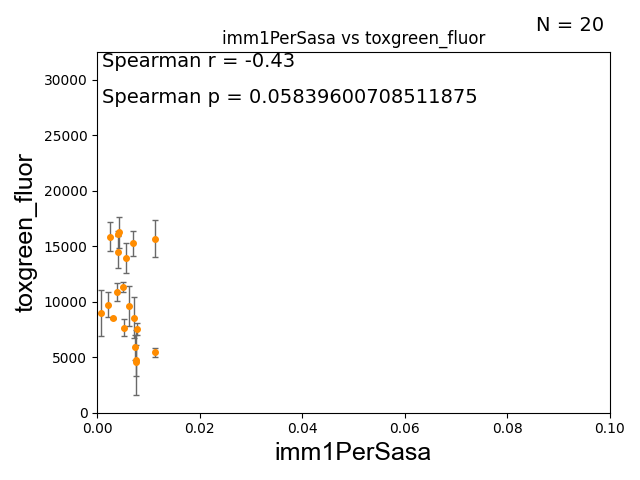 N = 20
imm1PerSasa vs toxgreen_fluor
Spearman r = -0.43
Spearman p = 0.05839600708511875
toxgreen_fluor
30000
25000
20000
15000
10000
5000
0
0.00 0.02 0.04 0.06 0.08 0.10
imm1PerSasa